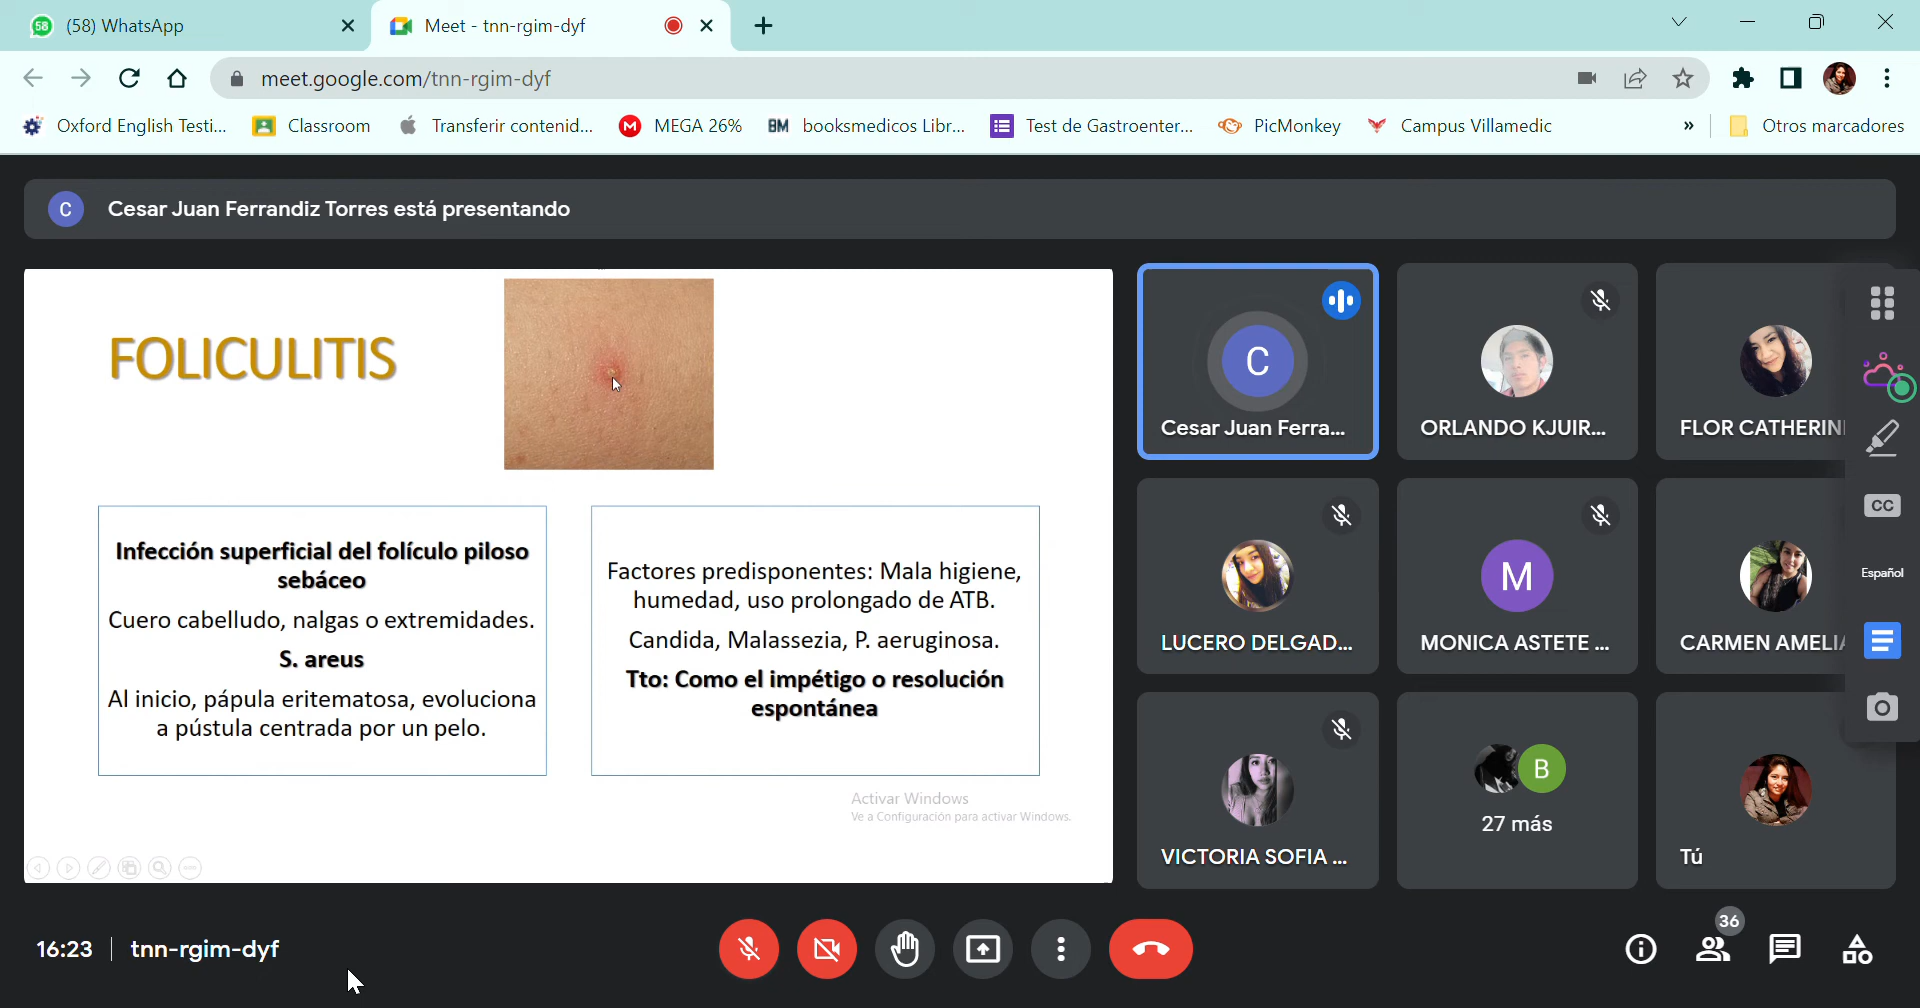 58
(58) WhatsApp
Meet - tnn-rgim-dyf
meet.google.com/tnn-rgim-dyf
Oxford English Testi...
Classroom
Transferir contenid...
M
MEGA 26%
BM
booksmedicos Libr...
Test de Gastroenter...
PicMonkey
Campus Villamedic
»
Otros marcadores
C
Cesar Juan Ferrandiz Torres está presentando
FOLICULITIS
Infección superficial del folículo piloso
sebáceo
Cuero cabelludo, nalgas o extremidades.
S. areus
Al inicio, pápula eritematosa, evoluciona
a pústula centrada por un pelo.
Factores predisponentes: Mala higiene,
humedad, uso prolongado de ATB.
Candida, Malassezia, P. aeruginosa.
Tto: Como el impétigo o resolución
espontánea
Activar Windows
Ve a Configuración para activar Windows.
C
Cesar Juan Ferra...
ORLANDO KJUIR...
FLOR CATHERIN
LUCERO DELGAD...
M
MONICA ASTETE ...
CARMEN AMELIA
VICTORIA SOFIA ...
B
27 más
Tú
CC
Español
16:23
tnn-rgim-dyf
36